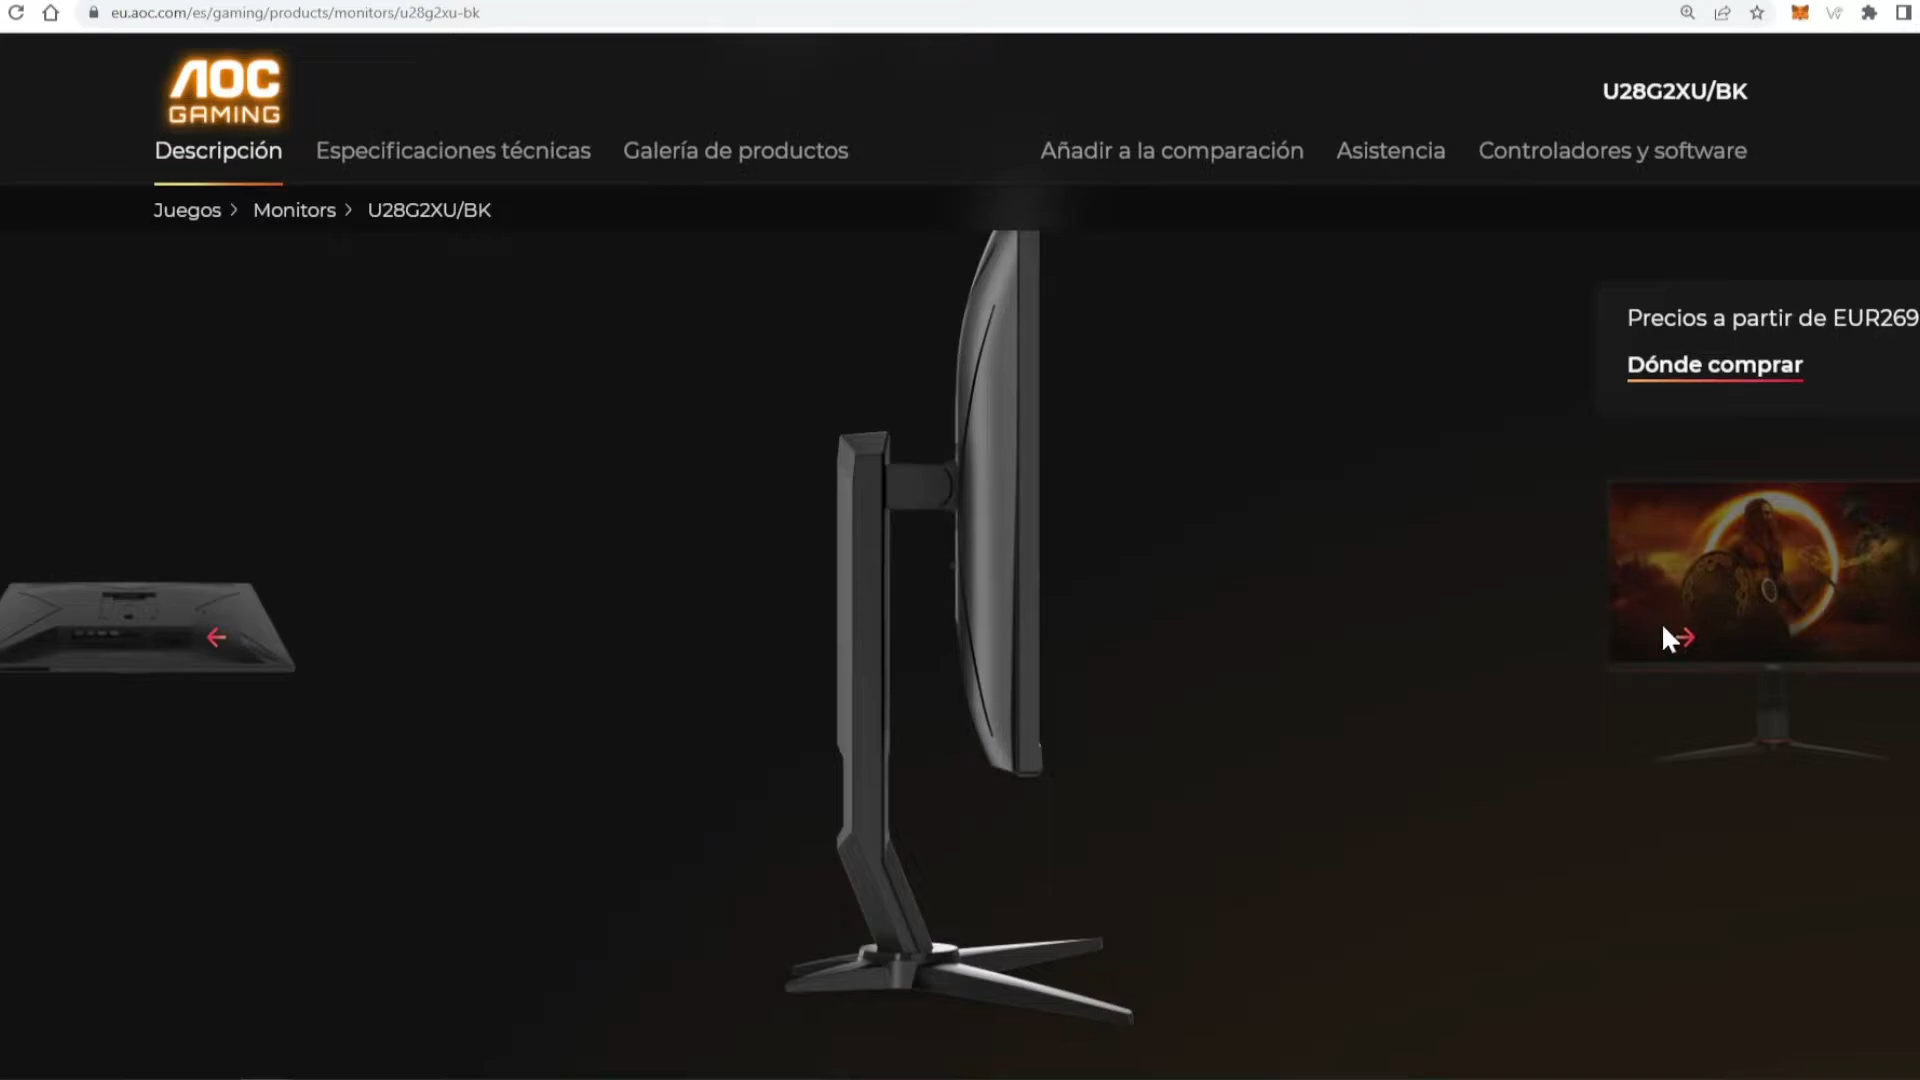 eu.aoc.com/es/gaming/products/monitors/u28g2xu-bk
AOC
GAMING
U28G2XU/BK
Descripción
Especificaciones técnicas
Galería de productos
Añadir a la comparación
Asistencia
Controladores y software
Juegos > Monitors > U28G2XU/BK
Precios a partir de EUR269
Dónde comprar